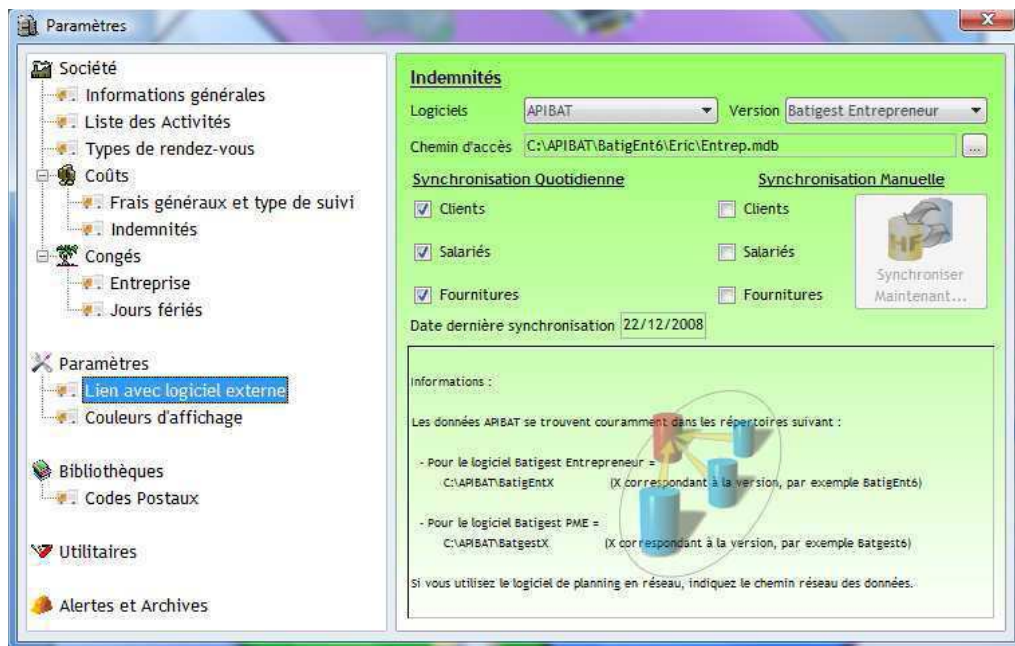 Paramètres
Société
Informations générales
Liste des Activités
Types de rendez-vous
Coûts
Frais généraux et type de suivi
Indemnités
Congés
Entreprise
Jours fériés
Paramètres
Lien avec logiciel externe
Couleurs d'affichage
Bibliothèques
Codes Postaux
Utilitaires
Alertes et Archives
Indemnités
Logiciels APIBAT Version Batigest Entrepreneur
Chemin d'accès C:\APIBAT\BatigEnt6\Eric\Entrep.mdb ...
Synchronisation Quotidienne Synchronisation Manuelle
Clients Clients
Salariés Salariés
Fournitures Fournitures
HF
Synchroniser
Maintenant...
Date dernière synchronisation 22/12/2008
Informations :
Les données APIBAT se trouvent couramment dans les répertoires suivant :
- Pour le logiciel Batigest Entrepreneur =
C:\APIBAT\BatigEntX (X correspondant à la version, par exemple BatigEnt6)
- Pour le logiciel Batigest PME =
C:\APIBAT\BatgestX (X correspondant à la version, par exemple Batgest6)
Si vous utilisez le logiciel de planning en réseau, indiquez le chemin réseau des données.